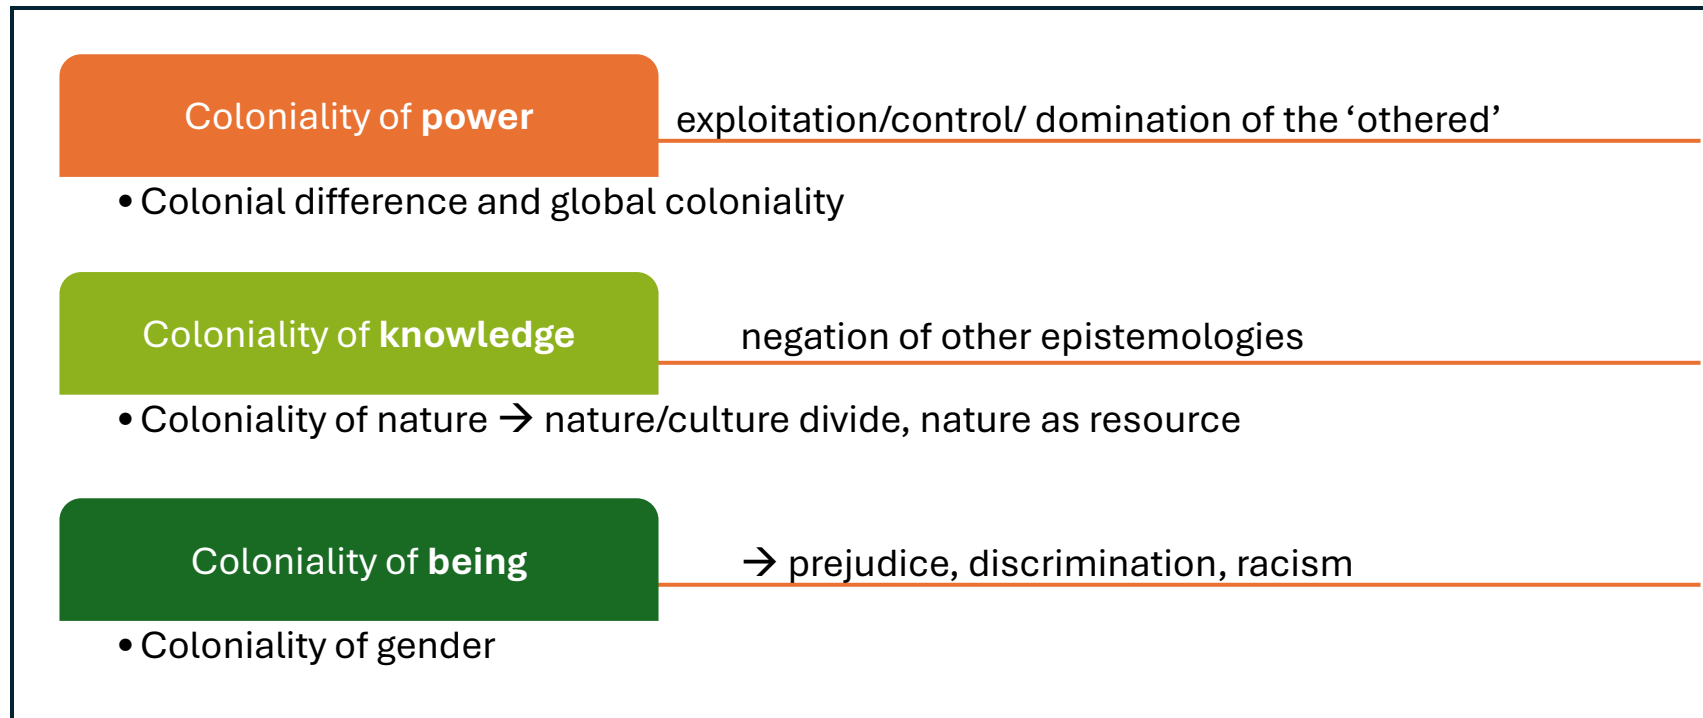 Coloniality of power
exploitation/control/ domination of the ‘othered’
• Colonial difference and global coloniality
Coloniality of knowledge
negation of other epistemologies
• Coloniality of nature → nature/culture divide, nature as resource
Coloniality of being
→ prejudice, discrimination, racism
• Coloniality of gender